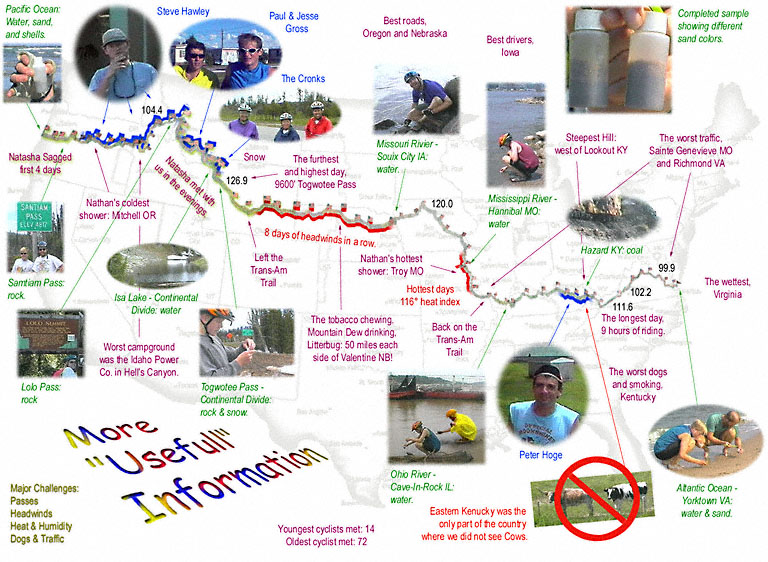 Pacific Ocean:
Water, sand,
and shells.
Steve Hawley
Paul & Jesse
Gross
The Cronks
Best roads,
Oregon and Nebraska
Best drivers,
Iowa
Completed sample
showing different
sand colors.
104.4
Natasha Sagged
first 4 days
Nathan's coldest
shower: Mitchell OR
Natasha met with
us in the evenings.
Snow
126.9
The furthest
and highest day,
9600' Togwotee Pass
Missouri Rivier -
Souix City IA:
water.
120.0
Mississippi River -
Hannibal MO:
water
Steepest Hill:
west of Lookout KY
The worst traffic,
Sainte Genevieve MO
and Richmond VA
Hazard KY: coal
SANTIAM
PASS
ELEV 4817
Santiam Pass:
rock.
Isa Lake - Continental
Divide: water
Left the
Trans-Am
Trail
8 days of headwinds in a row.
Nathan's hottest
shower: Troy MO
Hottest days
116° heat index
Back on the
Trans-Am
Trail
99.9
102.2
111.6
The wettest,
Virginia
The longest day,
9 hours of riding.
LOLO SUMMIT
Lolo Pass:
rock
Worst campground
was the Idaho Power
Co. in Hell's Canyon.
Togwotee Pass -
Continental Divide:
rock & snow.
The tobacco chewing,
Mountain Dew drinking,
Litterbug: 50 miles each
side of Valentine NB!
The worst dogs
and smoking,
Kentucky
Peter Hoge
Ohio River -
Cave-In-Rock IL:
water.
Altantic Ocean -
Yorktown VA:
water & sand.
More
"Usefull"
Information
Major Challenges:
Passes
Headwinds
Heat & Humidity
Dogs & Traffic
Youngest cyclists met: 14
Oldest cyclist met: 72
Eastern Kenucky was the
only part of the country
where we did not see Cows.